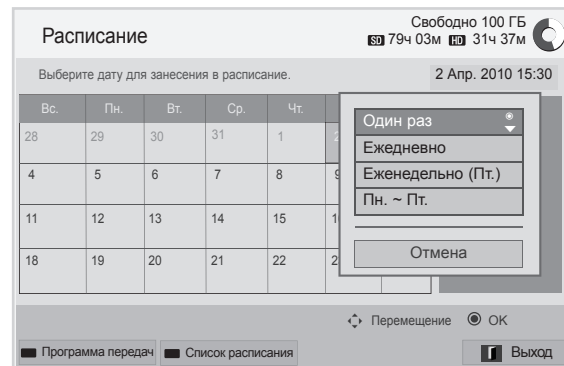 Расписание
Свободно 100 ГБ
SD 79ч 03м HD 31ч 37м
Выберите дату для занесения в расписание.
2 Апр. 2010 15:30
Вс. Пн. Вт. Ср. Чт.
28 29 30 31 1 2
4 5 6 7 8 9
11 12 13 14 15
18 19 20 21 22
Один раз
Ежедневно
Еженедельно (Пт.)
Пн. ~ Пт.
Отмена
Перемещение OK
Программа передач Список расписания Выход